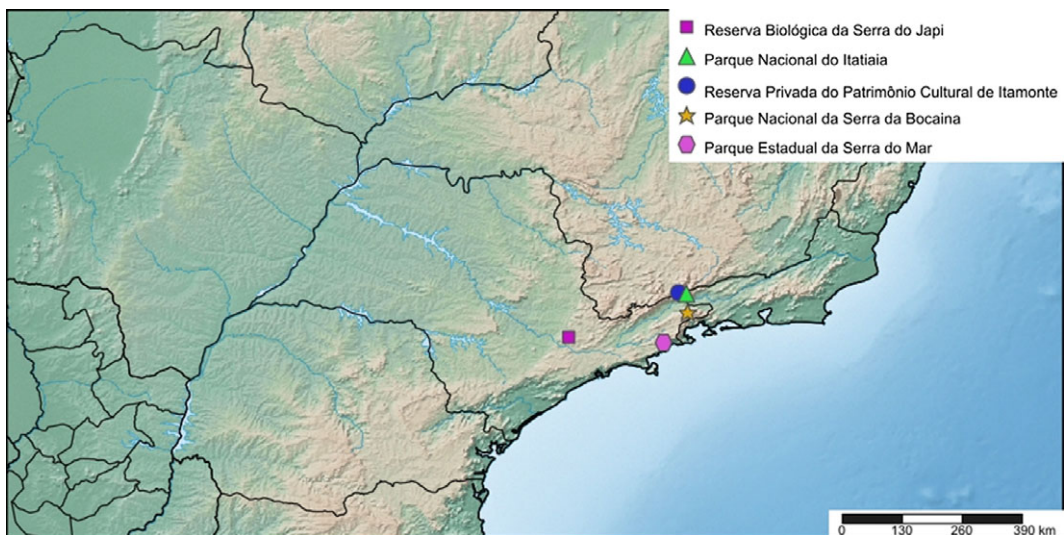 Reserva Biológica da Serra do Japi
Parque Nacional do Itatiaia
Reserva Privada do Patrimônio Cultural de Itamonte
Parque Nacional da Serra da Bocaina
Parque Estadual da Serra do Mar
0 130 260 390 km